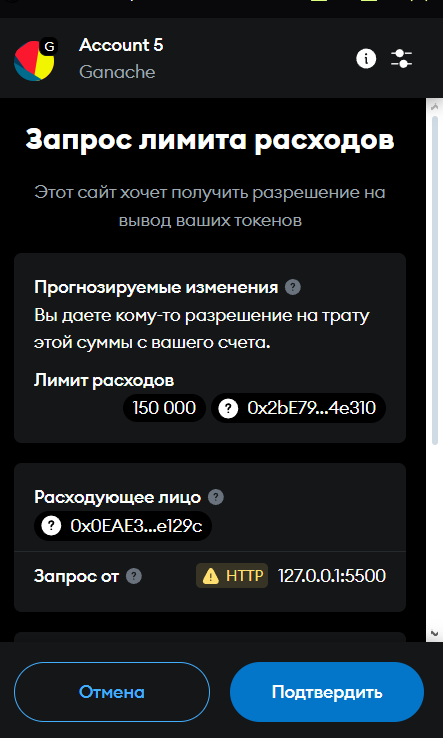 G
Account 5
Ganache
Запрос лимита расходов
Этот сайт хочет получить разрешение на
вывод ваших токенов
Прогнозируемые изменения ?
Вы даете кому-то разрешение на трату
этой суммы с вашего счета.
Лимит расходов
150 000 ? 0x2bE79...4e310
Расходующее лицо ?
? 0x0EAE3...e129c
Запрос от ? HTTP 127.0.0.1:5500
Отмена Подтвердить